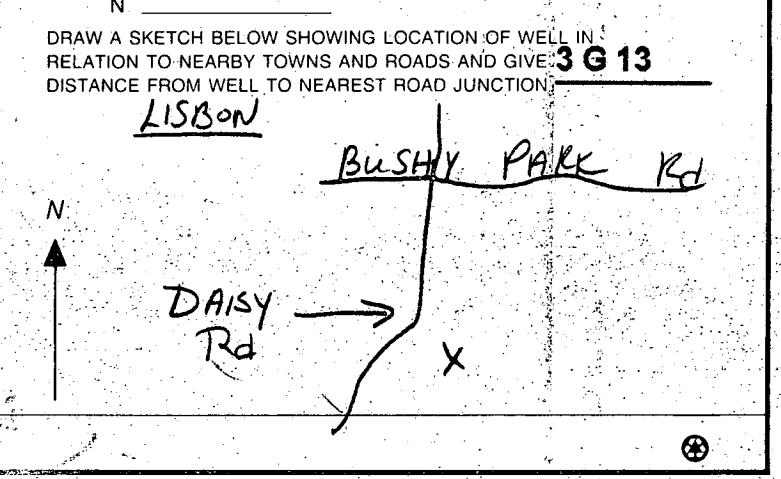 N
DRAW A SKETCH BELOW SHOWING LOCATION OF WELL IN
RELATION TO NEARBY TOWNS AND ROADS AND GIVE 3 G 13
DISTANCE FROM WELL TO NEAREST ROAD JUNCTION
LISBON
BUSHY PARK Rd
N
DAISY
Rd
X